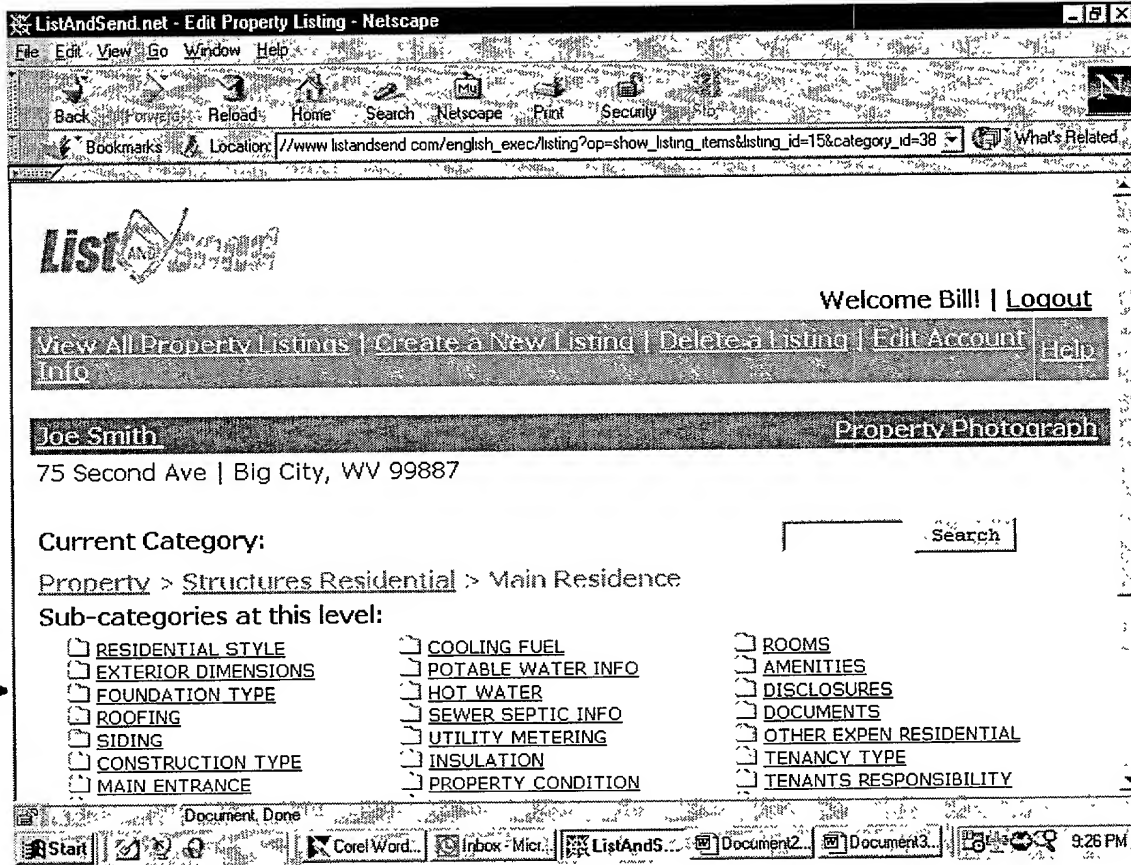 ListAndSend.net - Edit Property Listing - Netscape
File Edit View Go Window Help
Back Forward Reload Home Search Netscape Print Security Stop
My
N
Bookmarks Location: //www.listandsend.com/english_exec/listing?op=show_listing_items&listing_id=15&category_id=38 What's Related
List AND Send
Welcome Bill! | Logout
View All Property Listings | Create a New Listing | Delete a Listing | Edit Account Help
Info
Joe Smith Property Photograph
75 Second Ave | Big City, WV 99887
Current Category: Search
Property > Structures Residential > Main Residence
Sub-categories at this level:
RESIDENTIAL STYLE COOLING FUEL ROOMS
EXTERIOR DIMENSIONS POTABLE WATER INFO AMENITIES
FOUNDATION TYPE HOT WATER DISCLOSURES
ROOFING SEWER SEPTIC INFO DOCUMENTS
SIDING UTILITY METERING OTHER EXPEN RESIDENTIAL
CONSTRUCTION TYPE INSULATION TENANCY TYPE
MAIN ENTRANCE PROPERTY CONDITION TENANTS RESPONSIBILITY
Document: Done
Start Corel Word... Inbox - Micr... ListAndS... Document2... Document3... 9:26 PM